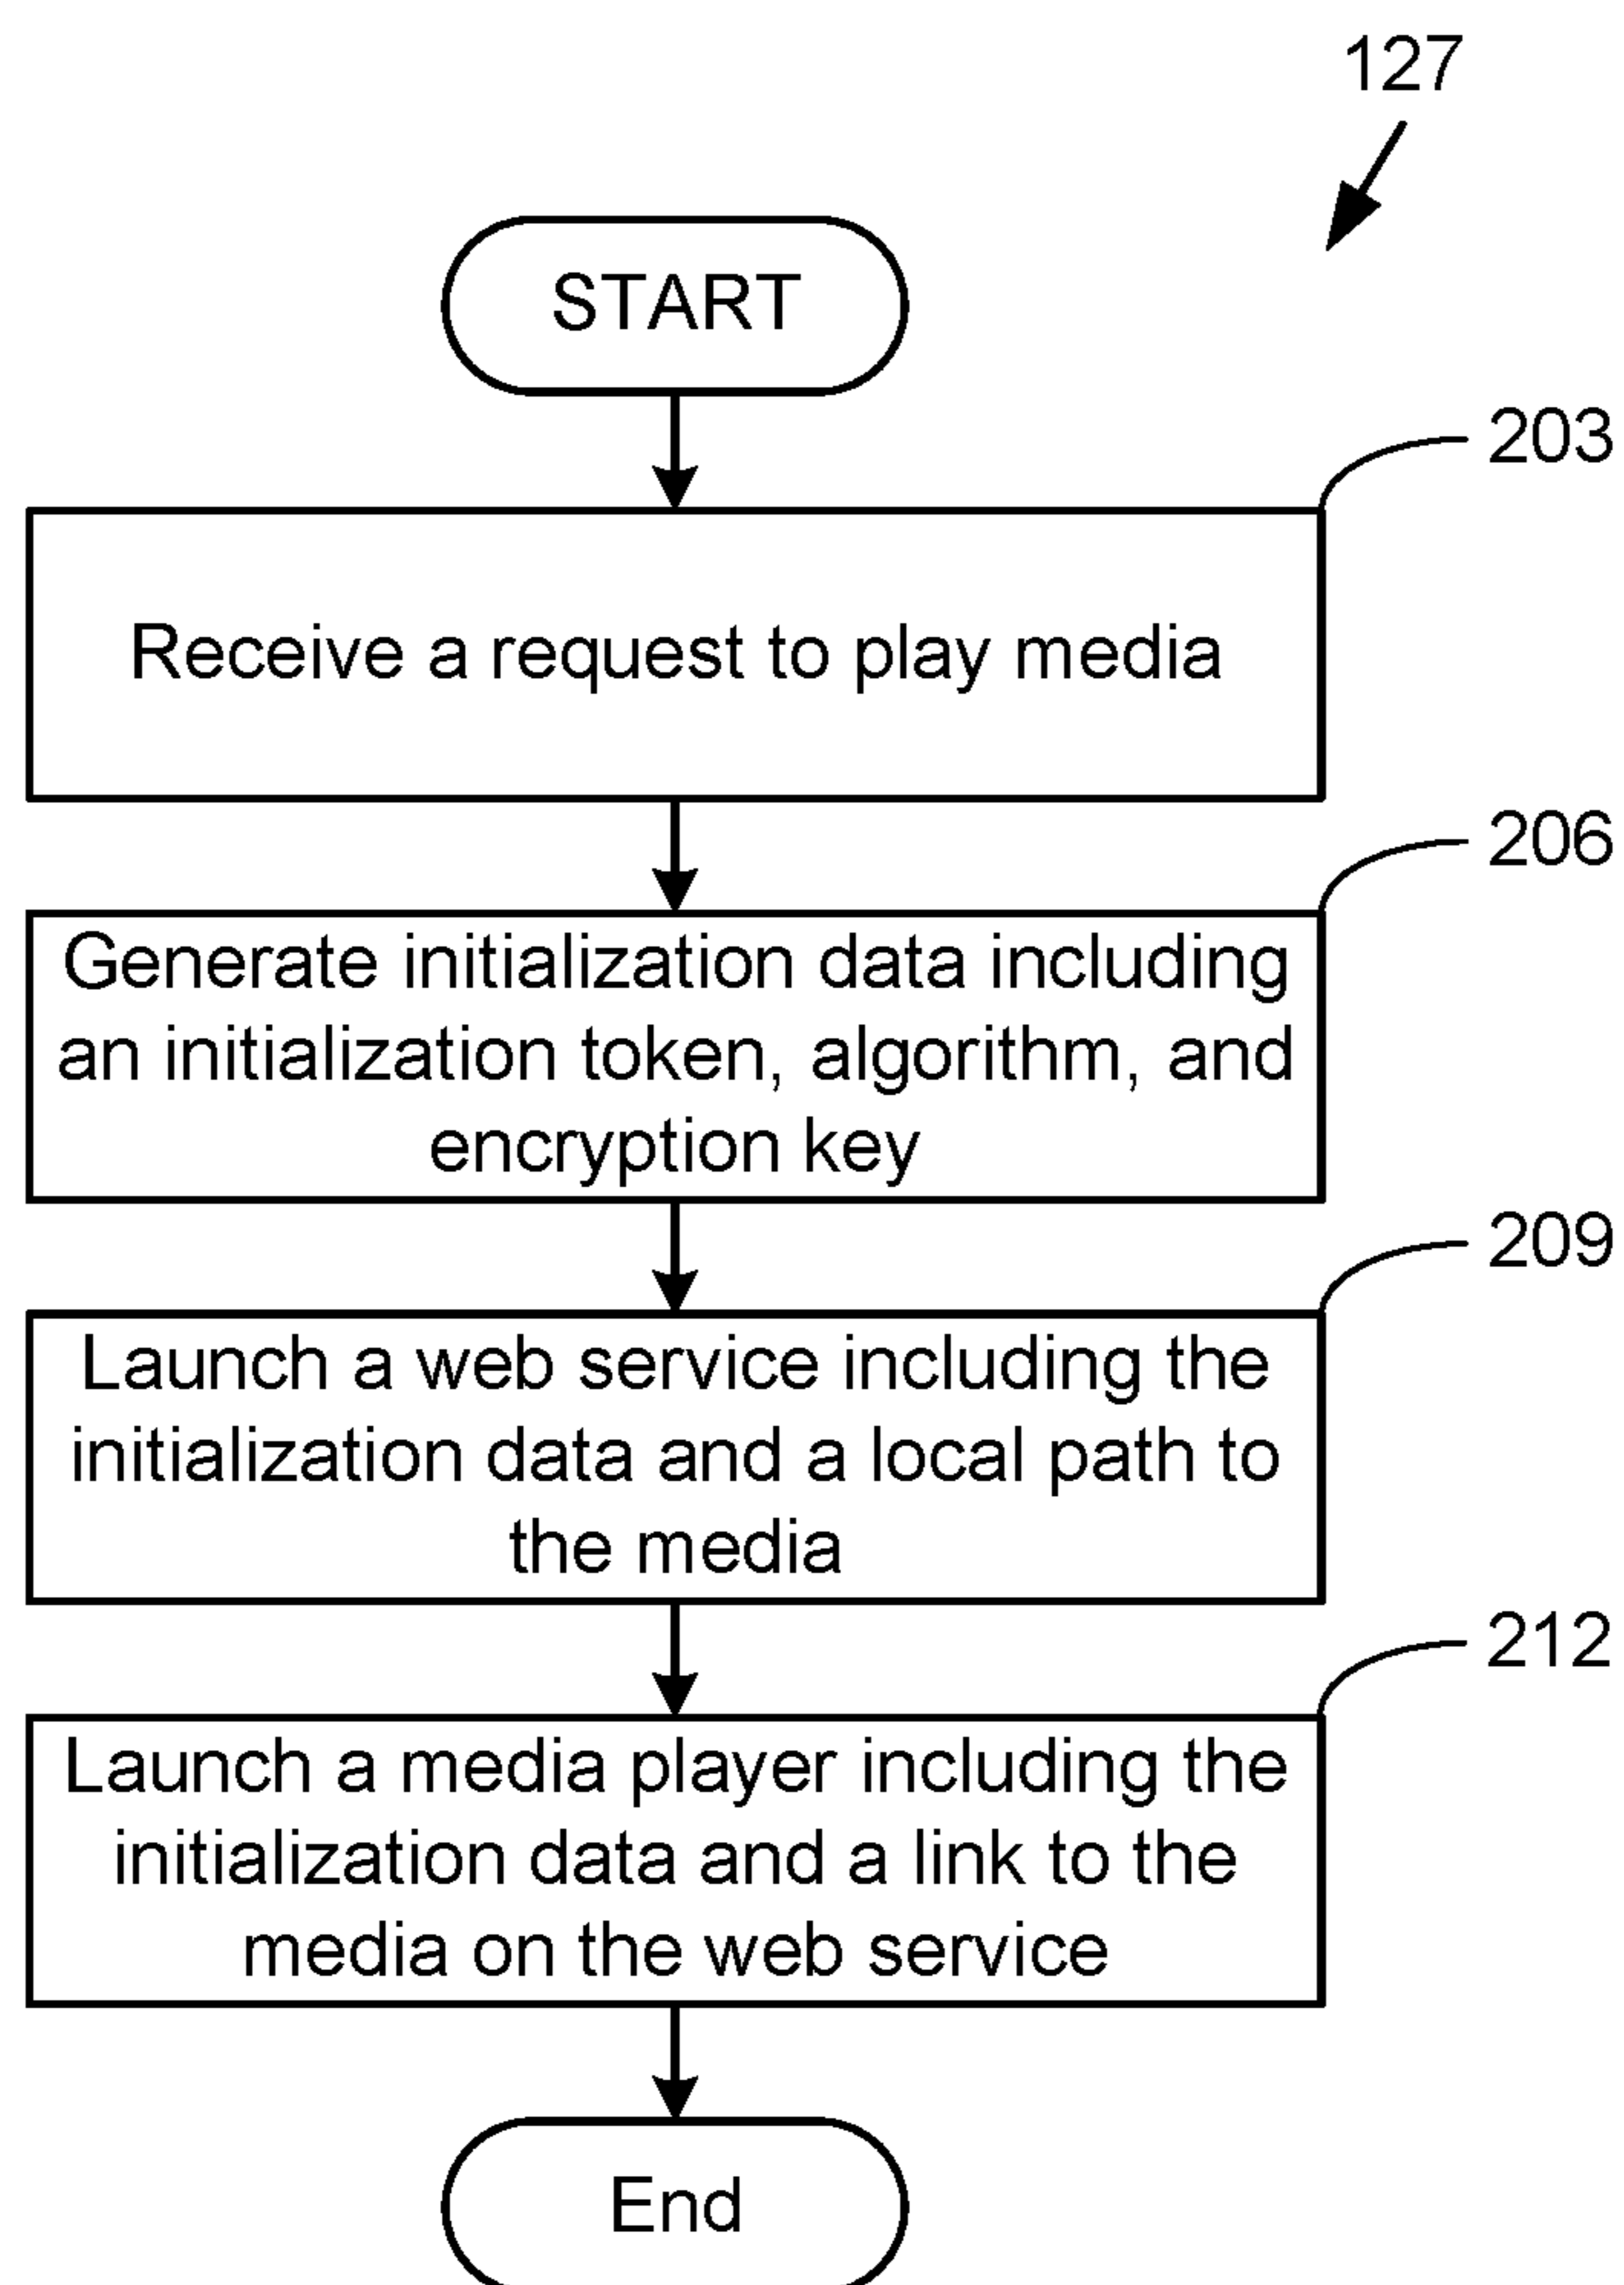 127
START
203
Receive a request to play media
206
Generate initialization data including
an initialization token, algorithm, and
encryption key
209
Launch a web service including the
initialization data and a local path to
the media
212
Launch a media player including the
initialization data and a link to the
media on the web service
End